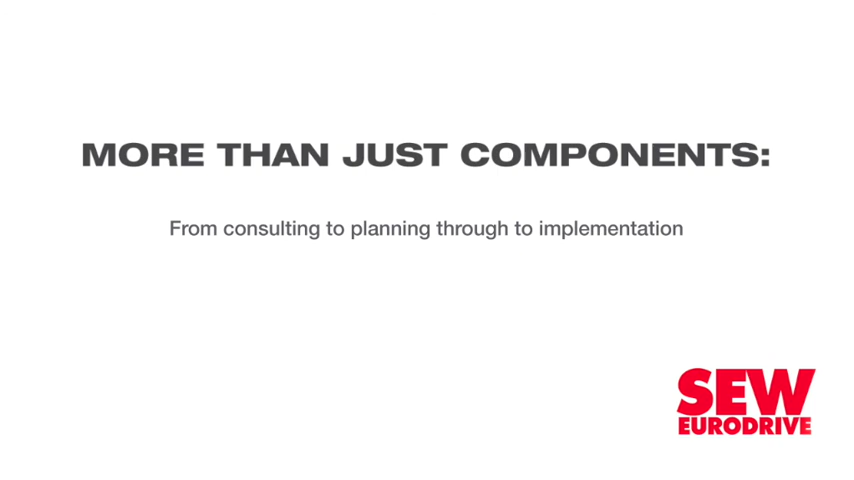 MORE THAN JUST COMPONENTS:
From consulting to planning through to implementation
SEW
EURODRIVE